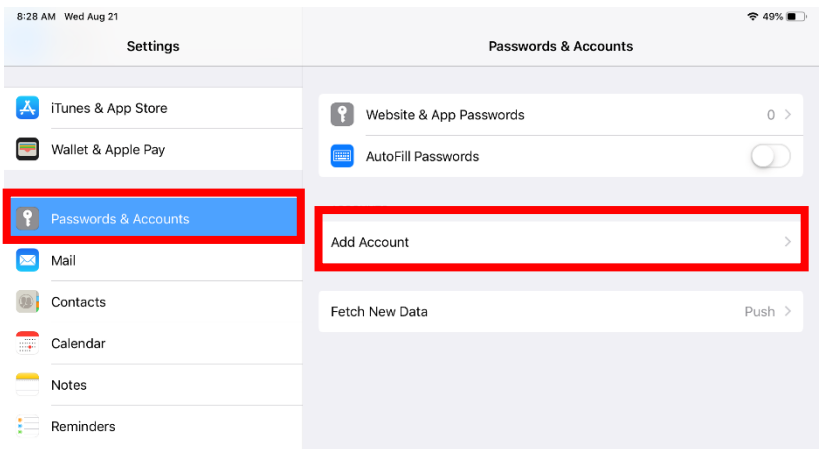 8:28 AM Wed Aug 21
49%
Settings
Passwords & Accounts
iTunes & App Store
Wallet & Apple Pay
Passwords & Accounts
Mail
Contacts
Calendar
Notes
Reminders
Website & App Passwords 0
AutoFill Passwords
Add Account
Fetch New Data Push